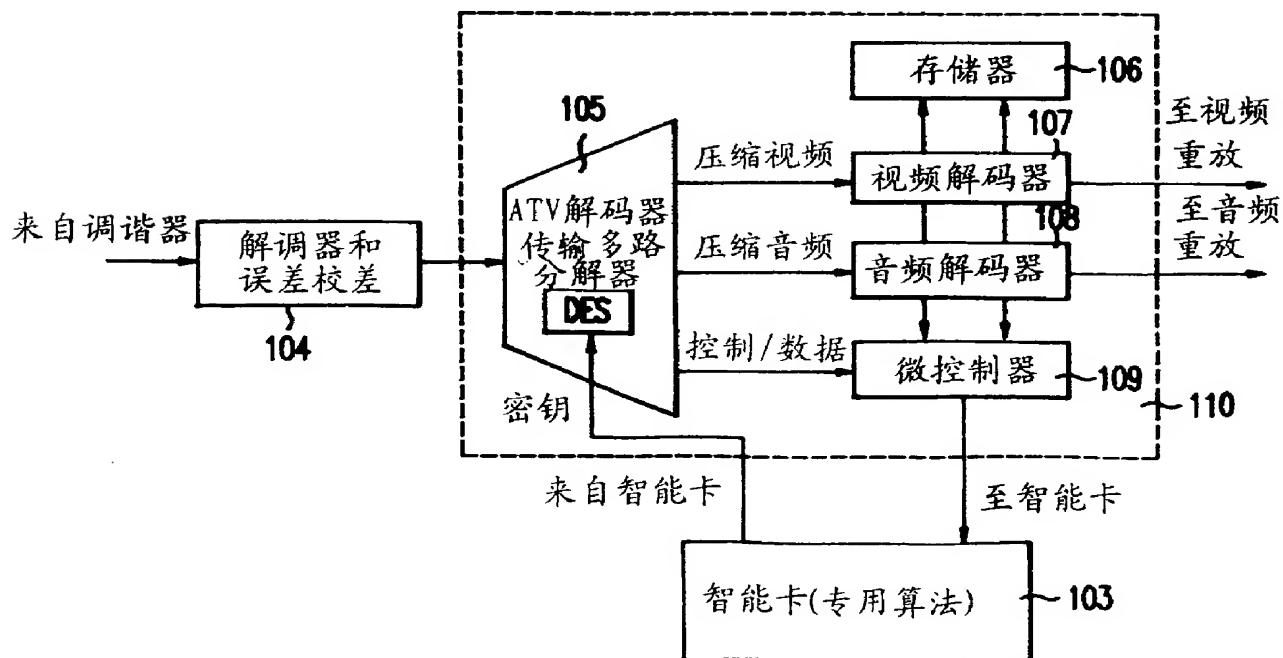 存储器
106
105
107
至视频
重放
压缩视频
视频解码器
ATV解码器
传输多路
分解器
DES
108
至音频
重放
来自调谐器
解调器和
误差校差
104
压缩音频
音频解码器
控制/数据
微控制器
109
密钥
110
来自智能卡
至智能卡
智能卡(专用算法)
103